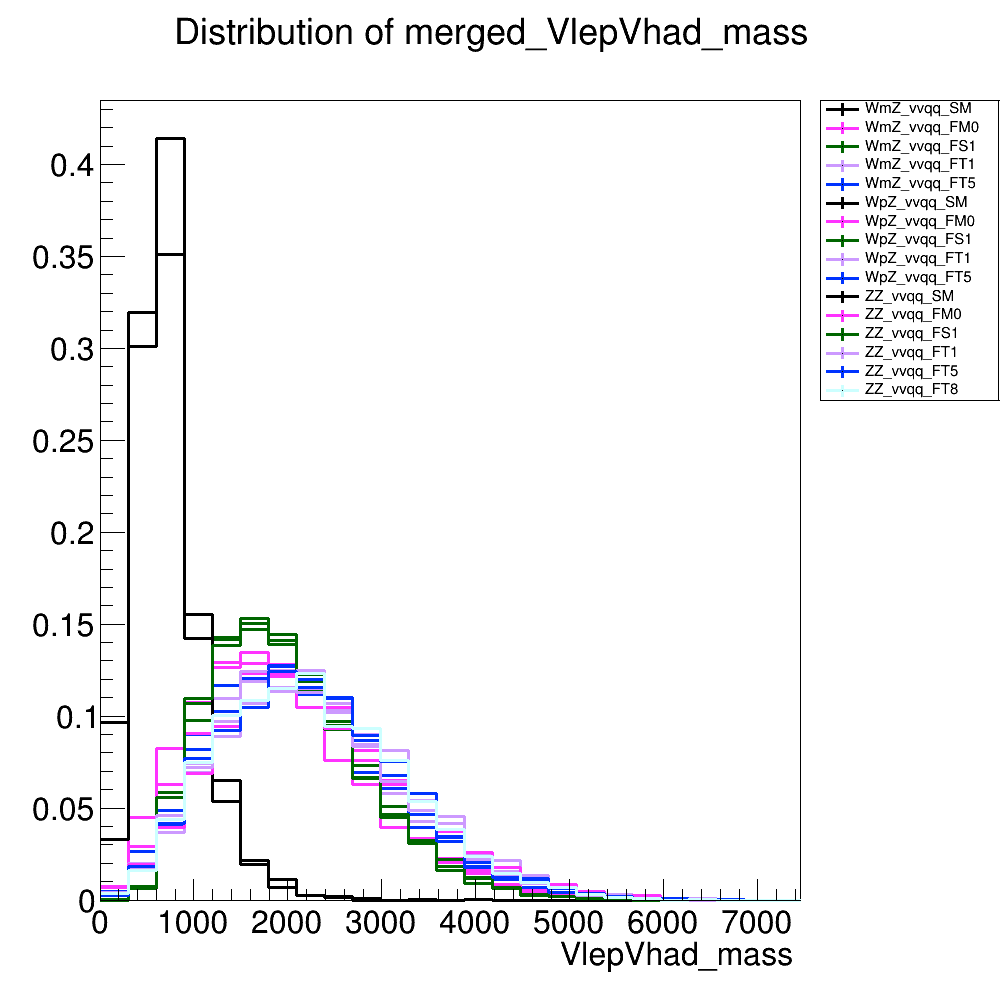 Distribution of merged_VlepVhad_mass
WmZ_vvqq_SM
WmZ_vvqq_FM0
WmZ_vvqq_FS1
WmZ_vvqq_FT1
WmZ_vvqq_FT5
WpZ_vvqq_SM
WpZ_vvqq_FM0
WpZ_vvqq_FS1
WpZ_vvqq_FT1
WpZ_vvqq_FT5
ZZ_vvqq_SM
ZZ_vvqq_FM0
ZZ_vvqq_FS1
ZZ_vvqq_FT1
ZZ_vvqq_FT5
ZZ_vvqq_FT8
0.4
0.35
0.3
0.25
0.2
0.15
0.1
0.05
0
0 1000 2000 3000 4000 5000 6000 7000
VlepVhad_mass